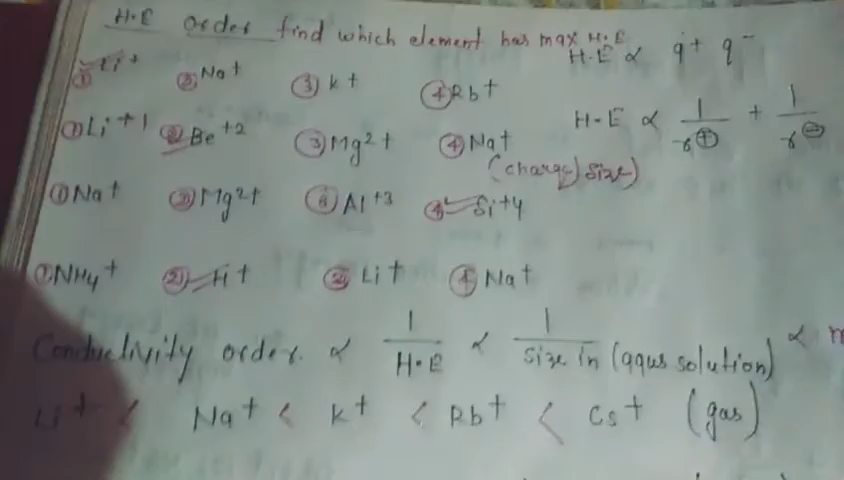 H.E order find which element has max H.E
H.E ∝ q+ q-
① Li+ ② Na+ ③ K+ ④ Rb+
H.E ∝ 1/r⊕ + 1/r⊖
① Li+1 ② Be+2 ③ Mg2+ ④ Na+
(charge) size)
① Na+ ② Mg2+ ③ Al+3 ④ Si+4
① NH4+ ② H+ ③ Li+ ④ Na+
Conductivity order ∝ 1/H.E ∝ 1/size in (aqus solution) ∝
Li+ < Na+ < K+ < Rb+ < Cs+ (gas)